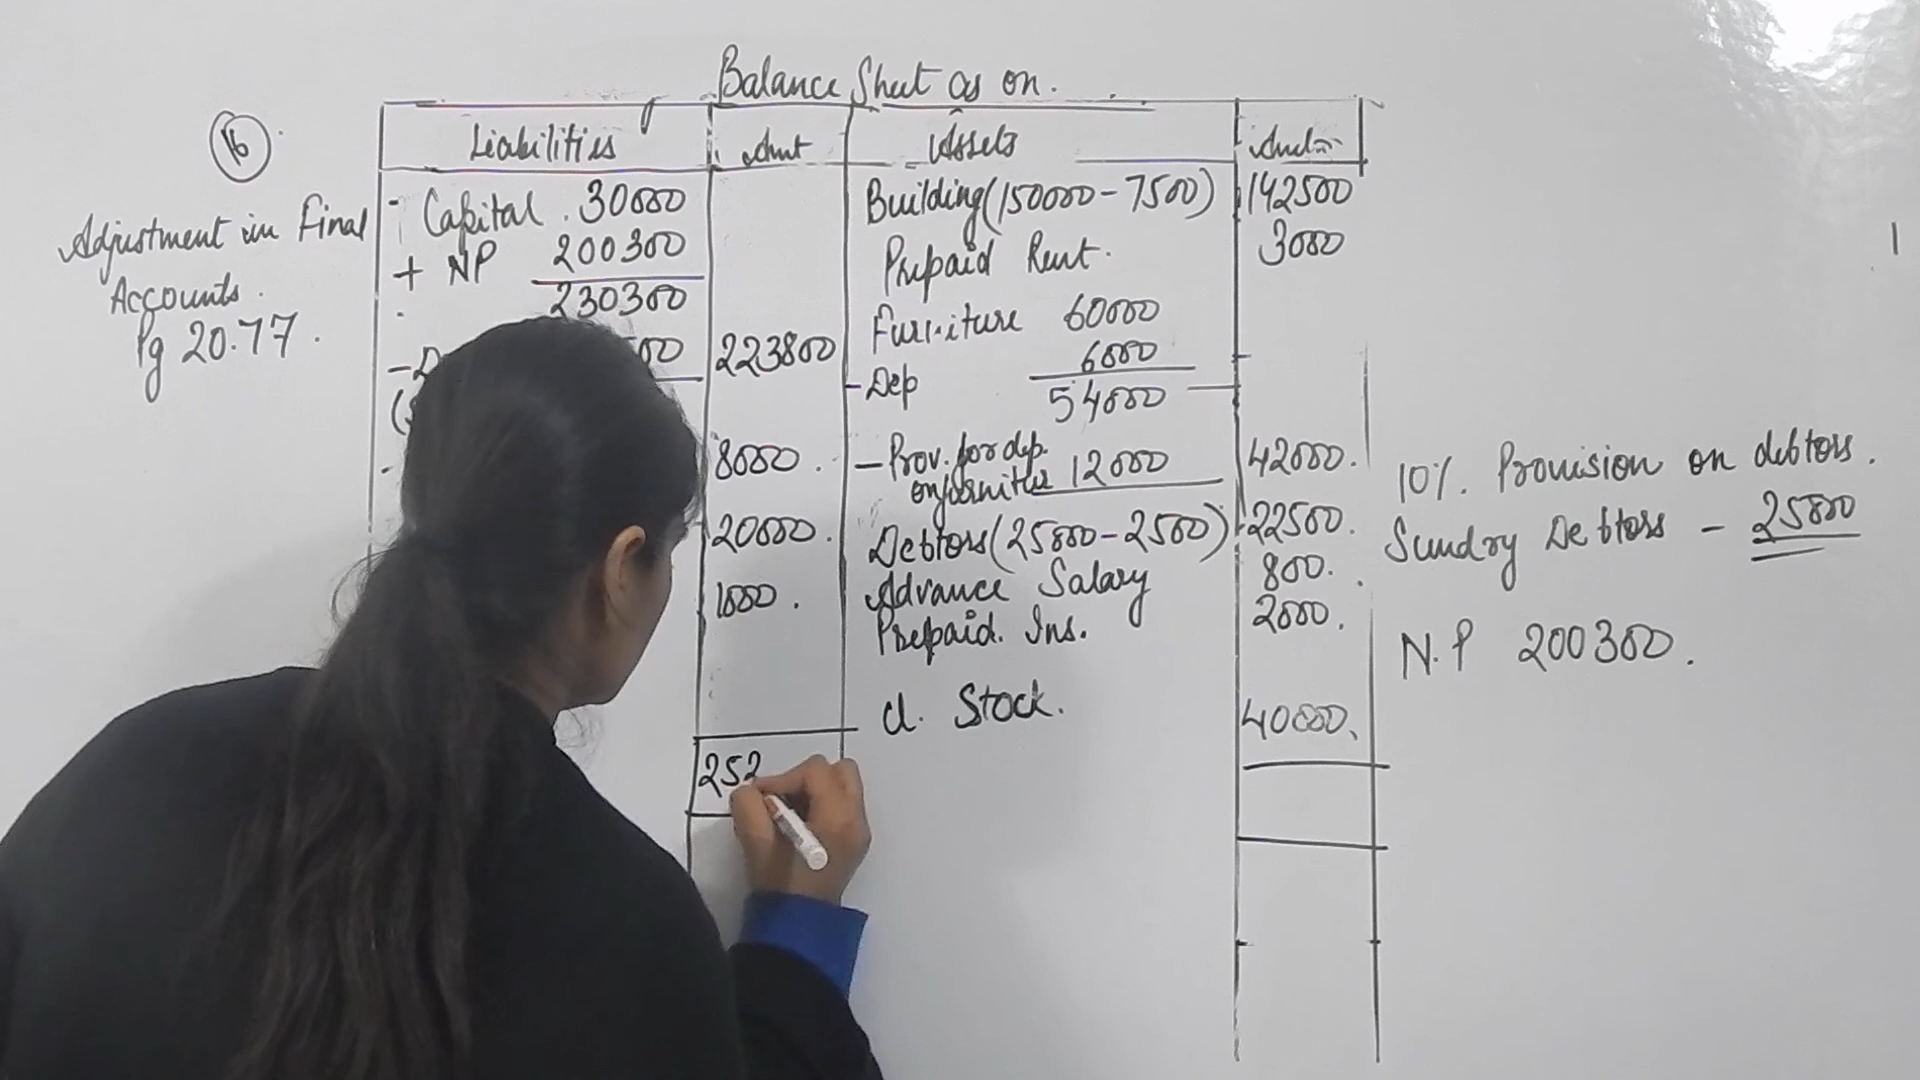 Balance Sheet as on.
16
Adjustment in Final
Accounts.
Pg 20.77.
Liabilities Amt Assets Amt
Capital. 30000
+ NP 200300
230300
223800
8000.
20000.
1000.
252
Building (150000 - 7500) 142500
Prepaid Rent. 3000
Furniture 60000
- Dep 6000
54000
- Prov. for dep.
on furniture 12000 42000.
Debtors (25000 - 2500) 22500.
Advance Salary 800.
Prepaid. Ins. 2000.
Cl. Stock. 40000.
10%. Provision on debtors.
Sundry Debtors - 25000
N.P 200300.